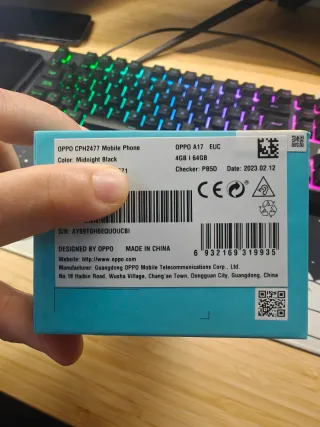 OPPO CPH2477 Mobile Phone OPPO A17 EUC
Color: Midnight Black 4GB | 64GB
Checker: PB5D Date: 2023.02.12
CE
S/N: AY99TGH6EQUOUCBI
DESIGNED BY OPPO MADE IN CHINA 6 932169 319935
Website: http://www.oppo.com
Manufacturer: Guangdong OPPO Mobile Telecommunications Corp., Ltd.
No.18 Haibin Road, Wusha Village, Chang'an Town, Dongguan City, Guangdong, China